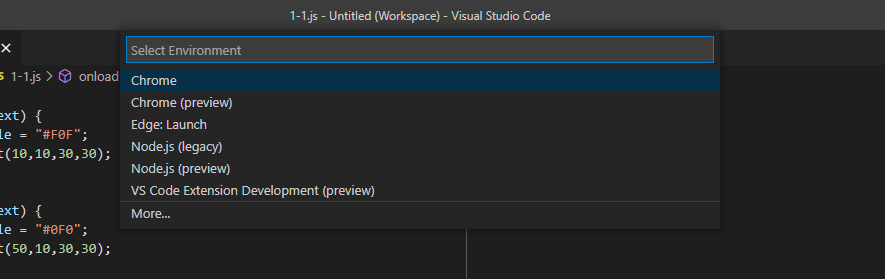 1-1.js - Untitled (Workspace) - Visual Studio Code
Select Environment
1-1.js > onload
Chrome
Chrome (preview)
Edge: Launch
Node.js (legacy)
Node.js (preview)
VS Code Extension Development (preview)
More...
ext) {
le = "#F0F";
t(10,10,30,30);
ext) {
le = "#0F0";
t(50,10,30,30);